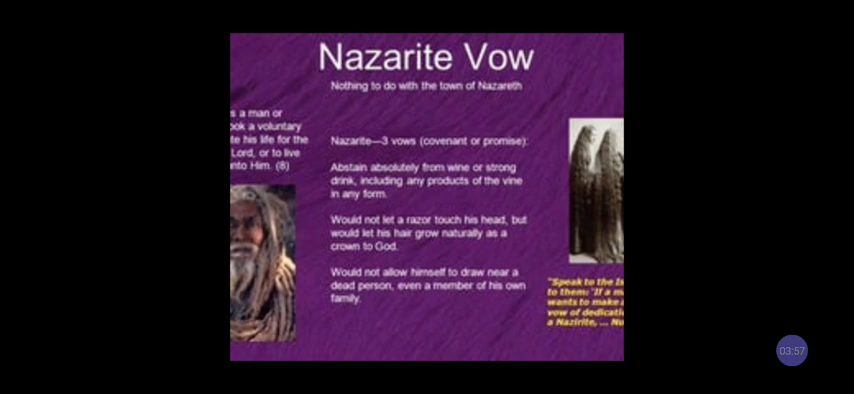 Nazarite Vow
Nothing to do with the town of Nazareth
s a man or
ook a voluntary
te his life for the
Lord, or to live
nto Him. (8)
Nazarite—3 vows (covenant or promise):
Abstain absolutely from wine or strong
drink, including any products of the vine
in any form.
Would not let a razor touch his head, but
would let his hair grow naturally as a
crown to God.
Would not allow himself to draw near a
dead person, even a member of his own
family.
"Speak to the Is
to them: 'If a m
wants to make a
vow of dedicati
a Nazirite, ... Nu
03:57